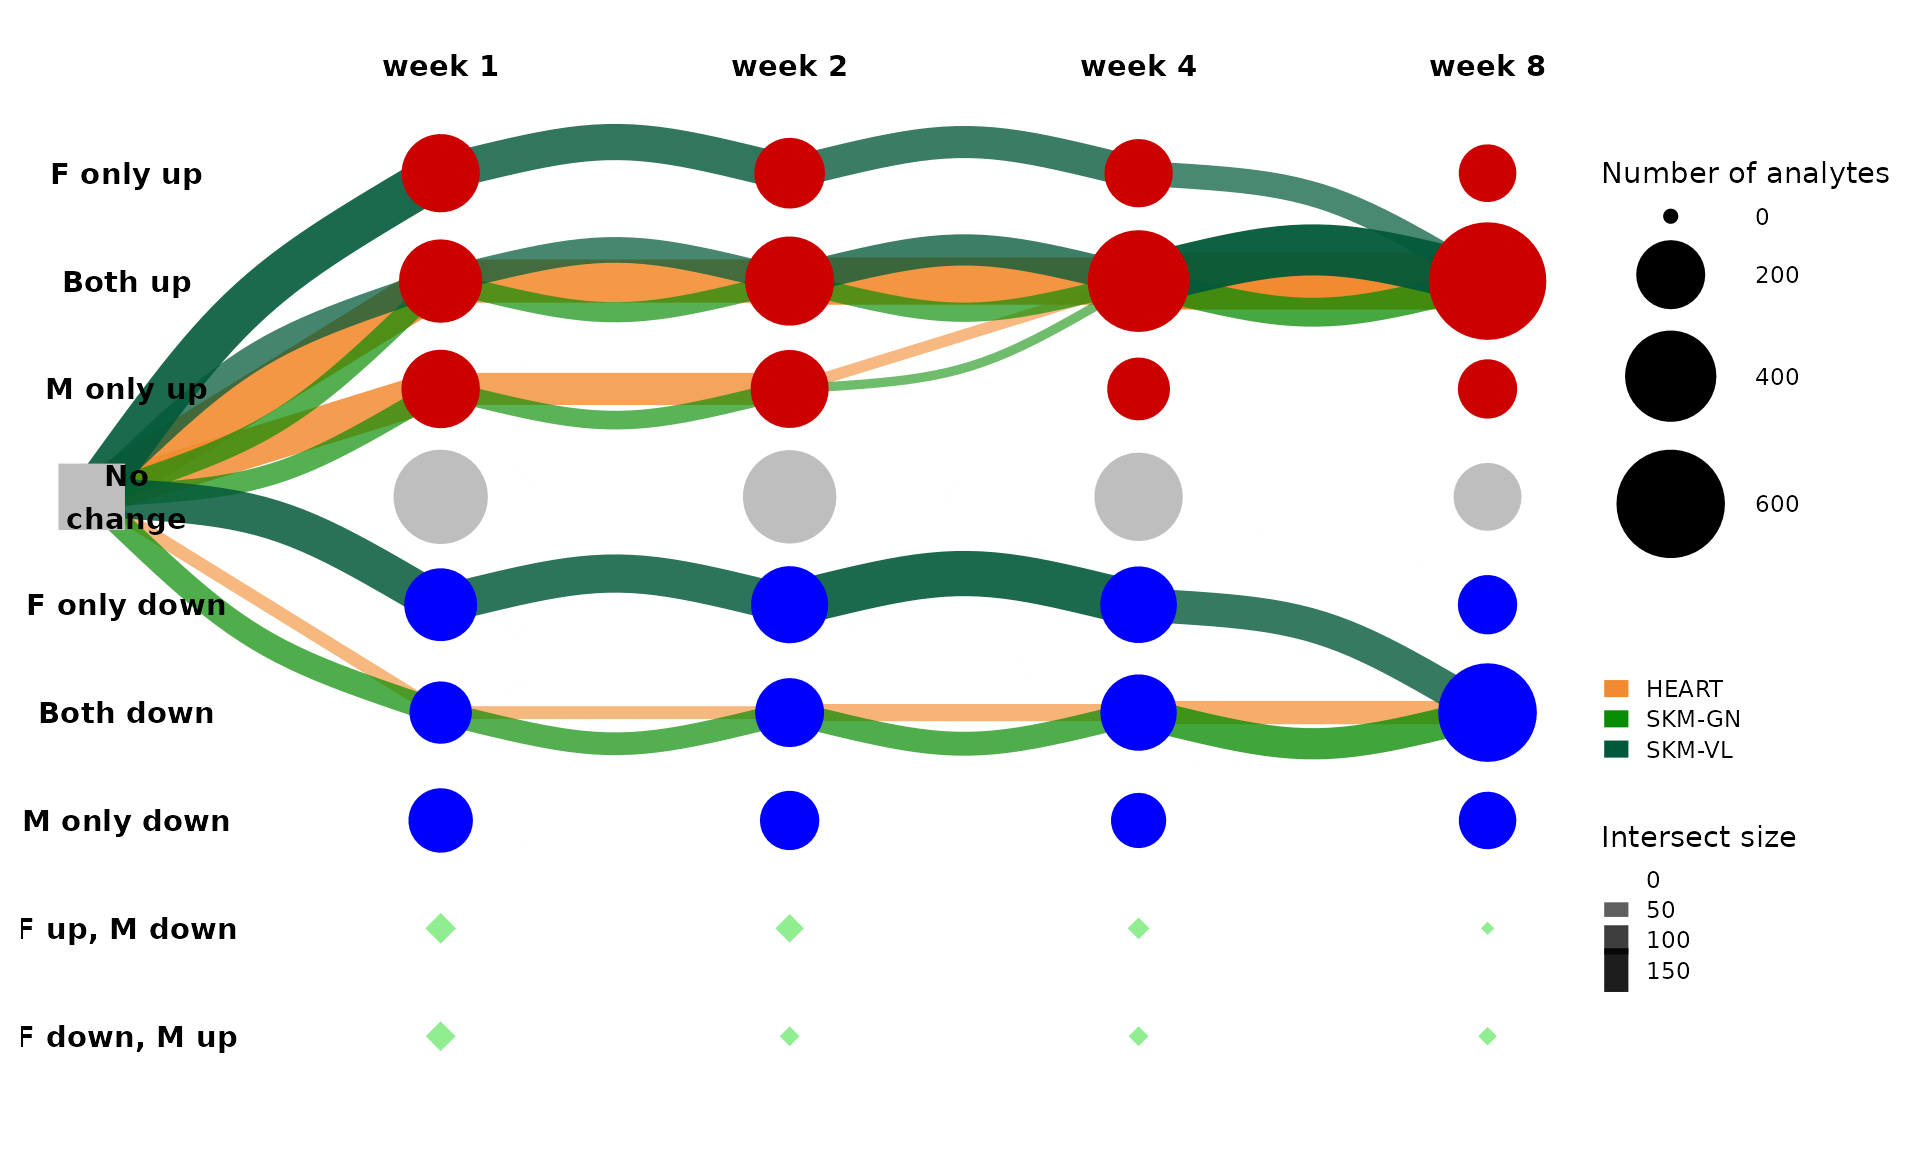 week 1 week 2 week 4 week 8
F only up
Both up
M only up
No
change
F only down
Both down
M only down
F up, M down
F down, M up
Number of analytes
0
200
400
600
HEART
SKM-GN
SKM-VL
Intersect size
0
50
100
150